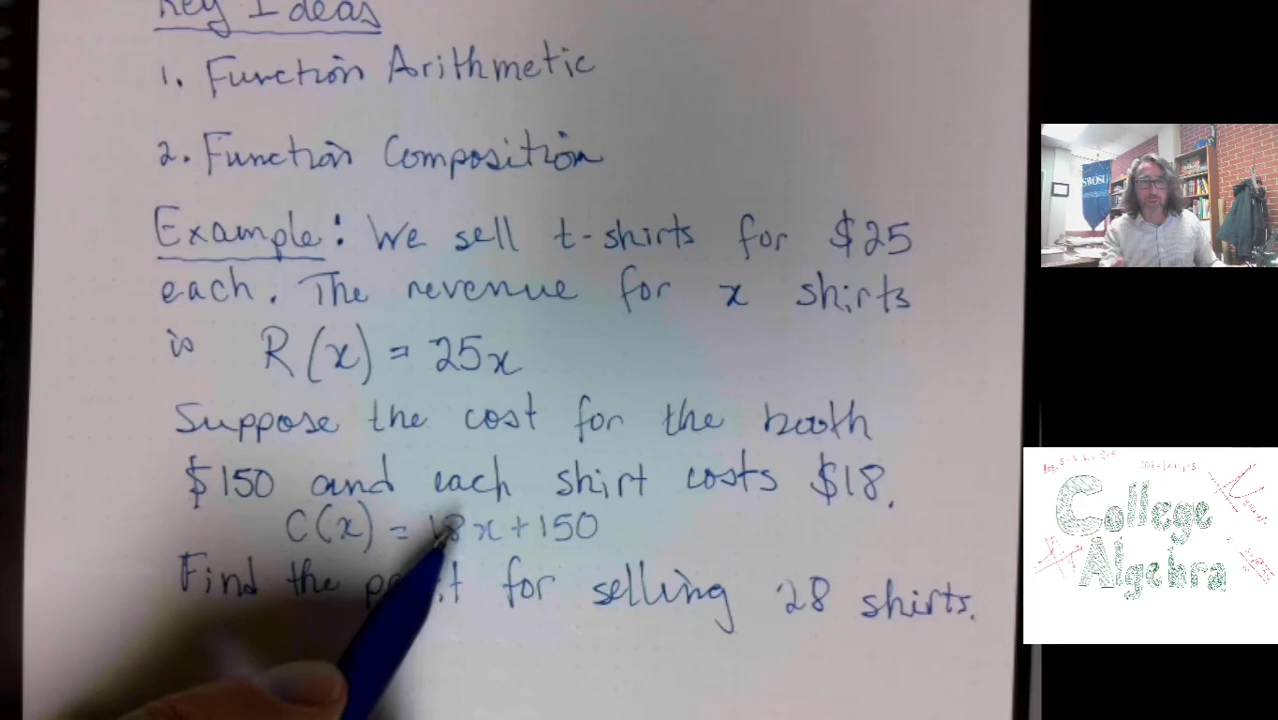 Key Ideas
1. Function Arithmetic
2. Function Composition
Example: We sell t-shirts for $25
each. The revenue for x shirts
is R(x) = 25x
Suppose the cost for the booth
$150 and each shirt costs $18.
C(x) = 18x + 150
Find the profit for selling 28 shirts.
SWOSU
College
Algebra